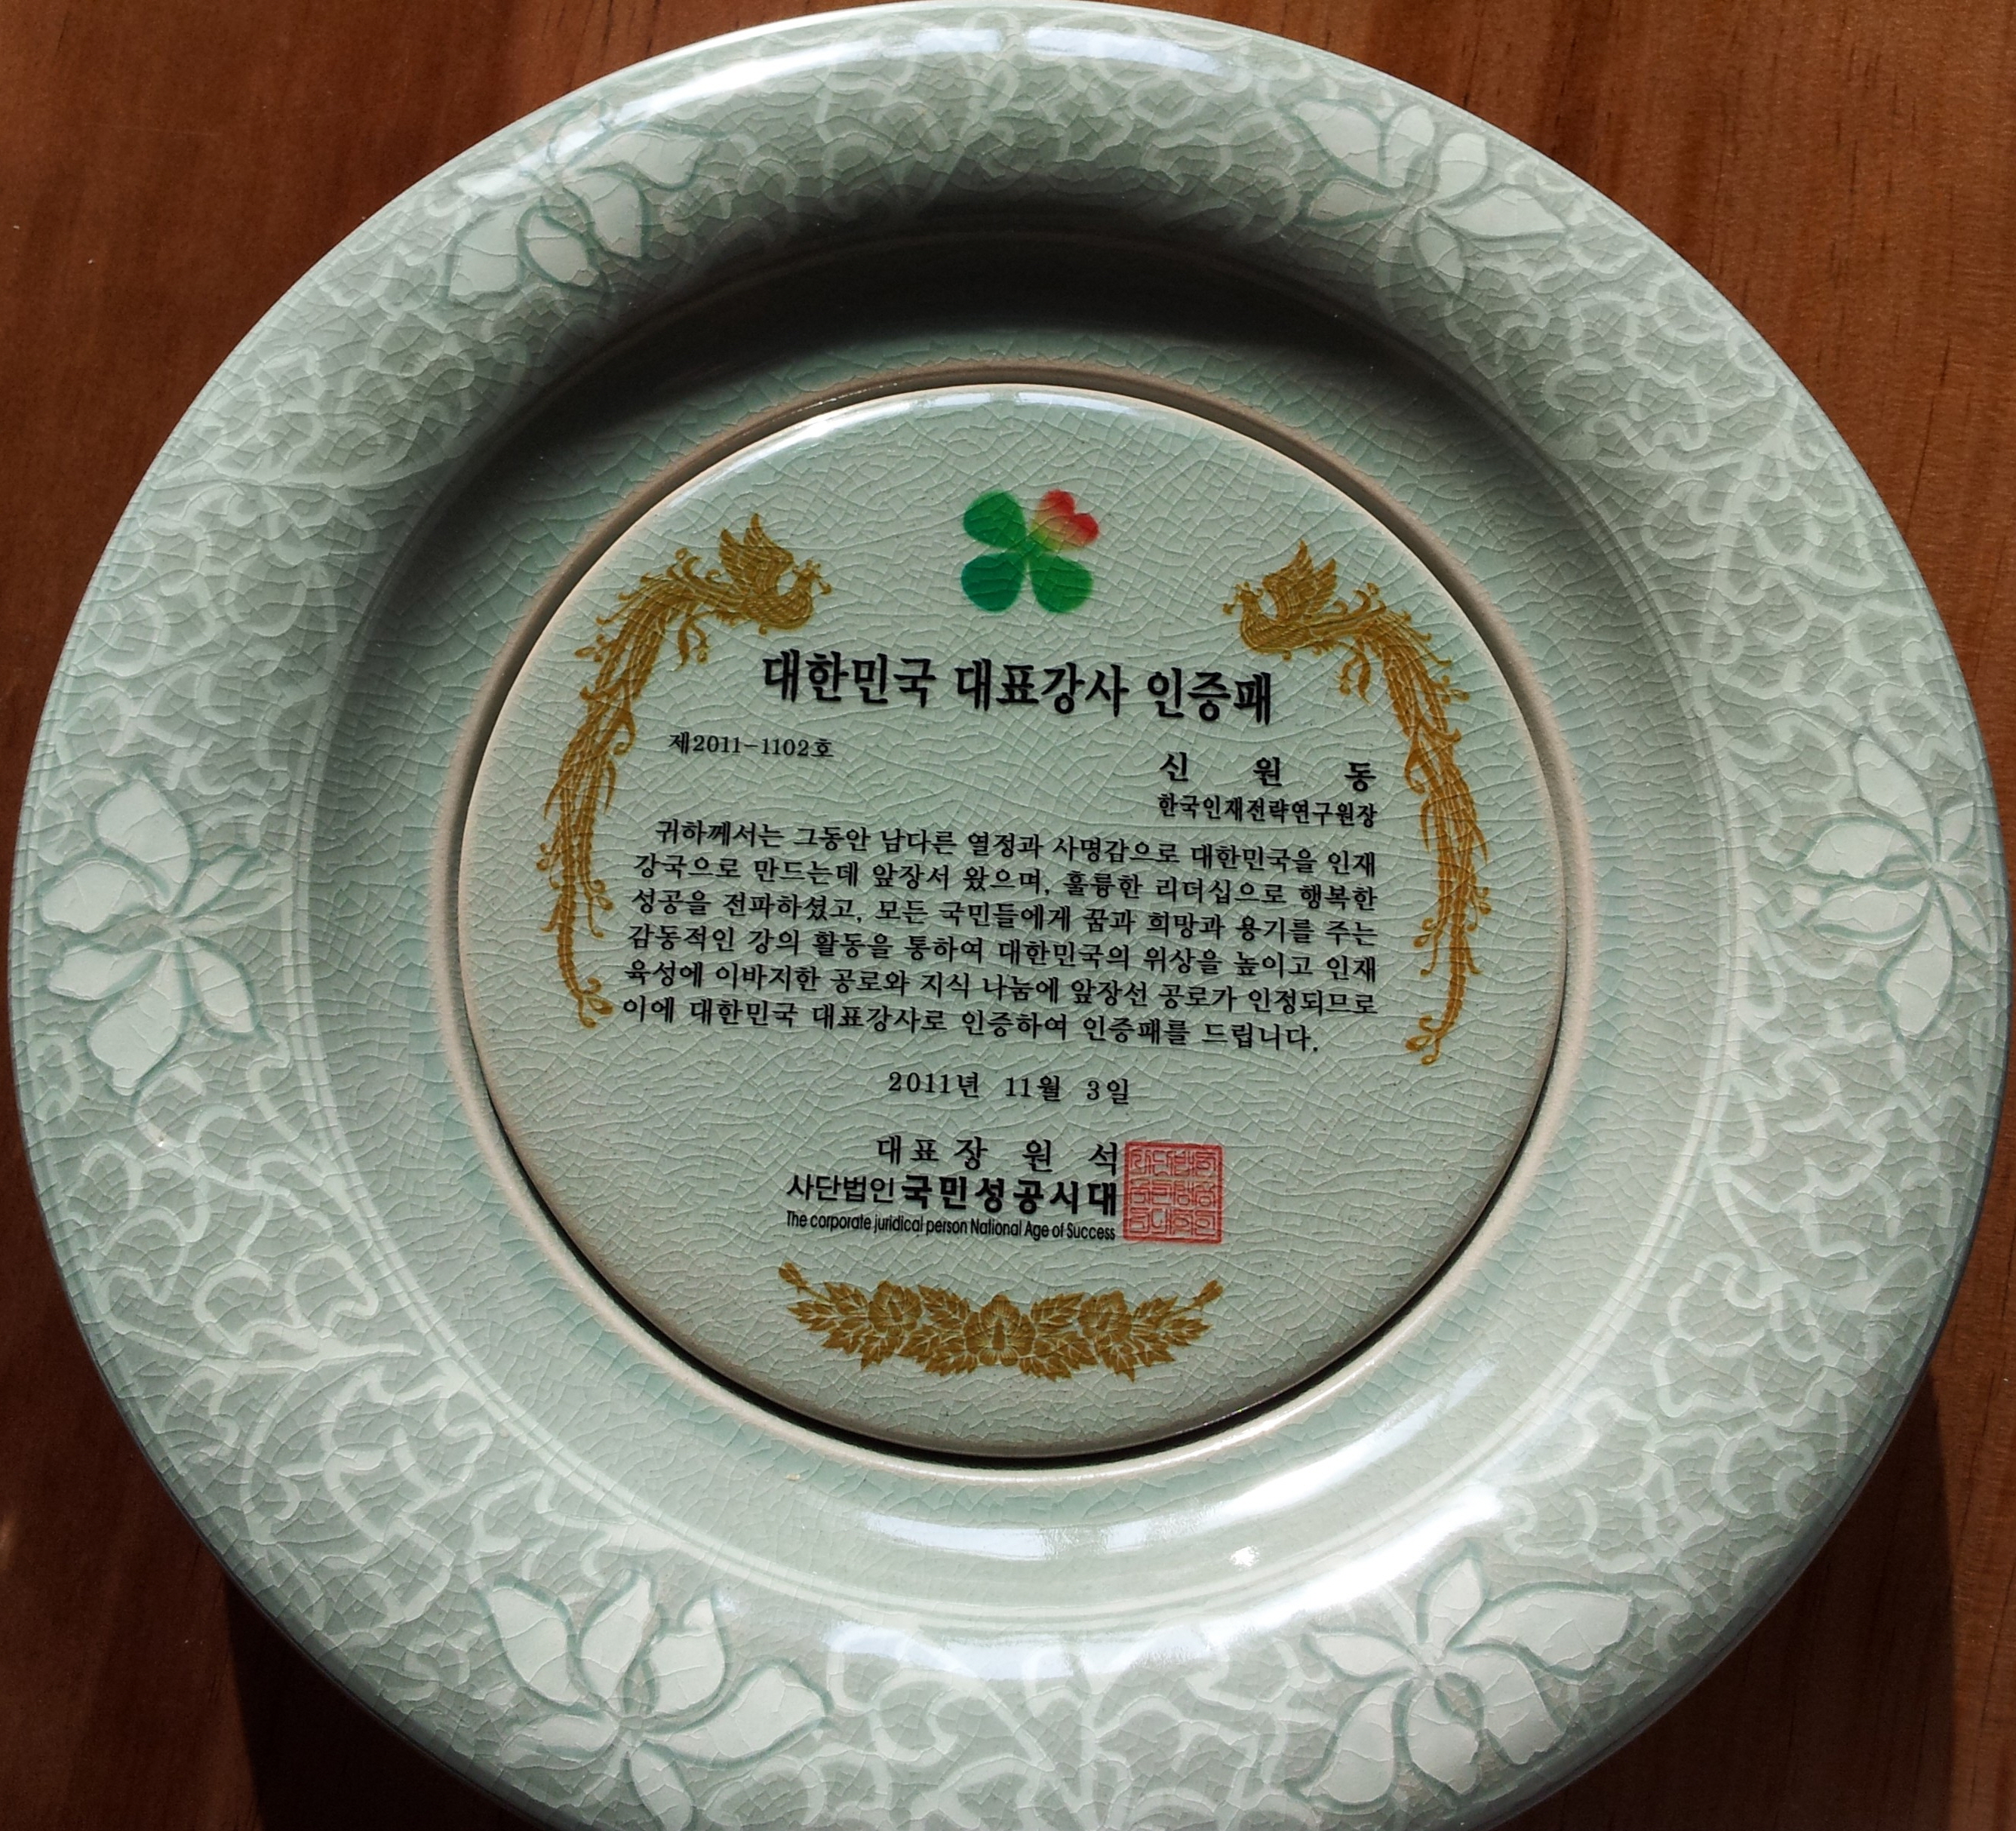 대한민국 대표강사 인증패
제2011-1102호
신 원 동
한국인재전략연구원장
귀하께서는 그동안 남다른 열정과 사명감으로 대한민국을 인재
강국으로 만드는데 앞장서 왔으며, 훌륭한 리더십으로 행복한
성공을 전파하셨고, 모든 국민들에게 꿈과 희망과 용기를 주는
감동적인 강의 활동을 통하여 대한민국의 위상을 높이고 인재
육성에 이바지한 공로와 지식 나눔에 앞장선 공로가 인정되므로
이에 대한민국 대표강사로 인증하여 인증패를 드립니다.
2011년 11월 3일
대표 장 원 석
사단법인 국민성공시대
The corporate juridical person National Age of Success